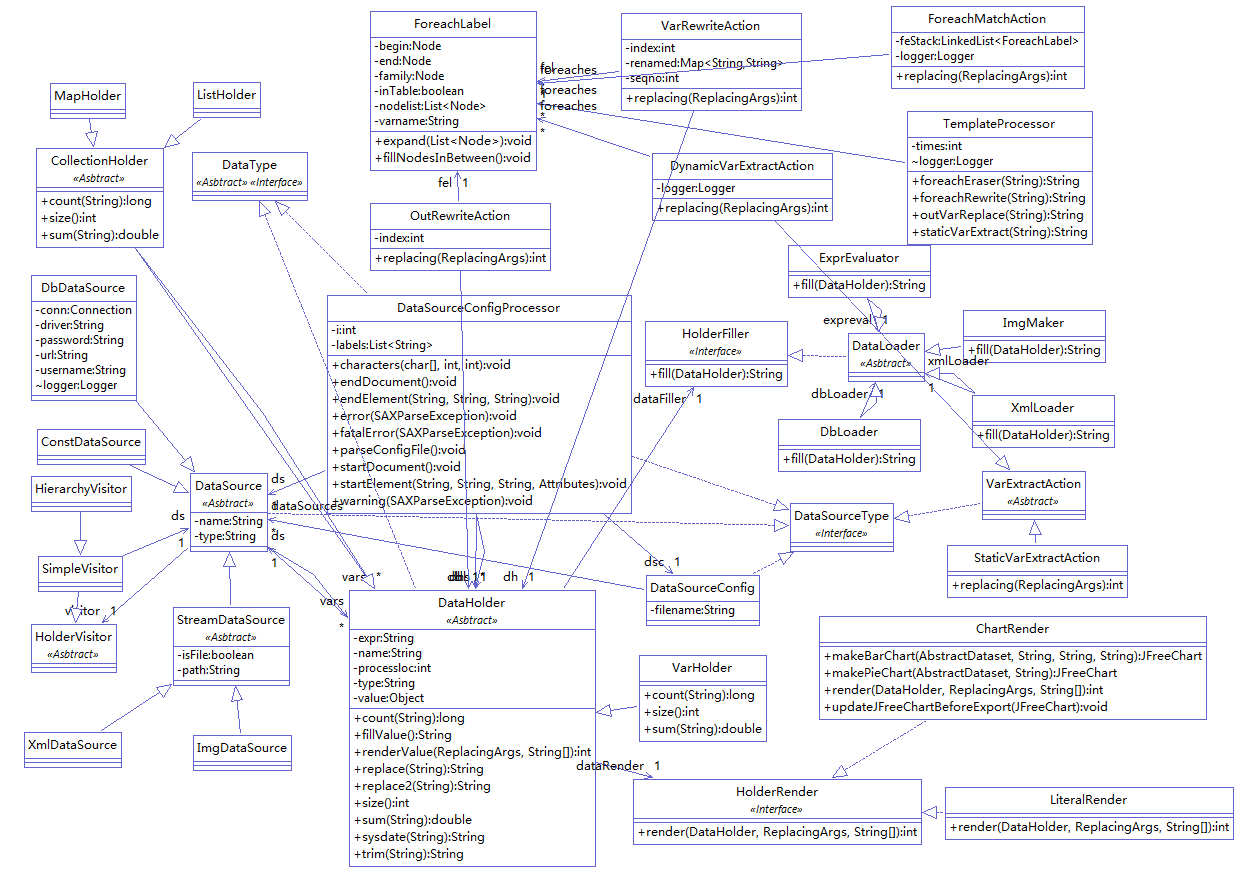 ForeachLabel
-begin:Node
-end:Node
-family:Node
-inTable:boolean
-nodelist:List<Node>
-varname:String
+expand(List<Node>):void
+fillNodesInBetween():void
VarRewriteAction
-index:int
-renamed:Map<String,String>
-seqno:int
+replacing(ReplacingArgs):int
ForeachMatchAction
-feStack:LinkedList<ForeachLabel>
-logger:Logger
+replacing(ReplacingArgs):int
fel
foreaches
foreaches
foreaches
*
*
MapHolder
ListHolder
CollectionHolder
«Asbtract»
+count(String):long
+size():int
+sum(String):double
DataType
«Asbtract» «Interface»
fel 1
OutRewriteAction
-index:int
+replacing(ReplacingArgs):int
DynamicVarExtractAction
-logger:Logger
+replacing(ReplacingArgs):int
TemplateProcessor
-times:int
~logger:Logger
+foreachEraser(String):String
+foreachRewrite(String):String
+outVarReplace(String):String
+staticVarExtract(String):String
ExprEvaluator
+fill(DataHolder):String
DbDataSource
-conn:Connection
-driver:String
-password:String
-url:String
-username:String
~logger:Logger
DataSourceConfigProcessor
-i:int
-labels:List<String>
+characters(char[], int, int):void
+endDocument():void
+endElement(String, String, String):void
+error(SAXParseException):void
+fatalError(SAXParseException):void
+parseConfigFile():void
+startDocument():void
+startElement(String, String, String, Attributes):void
+warning(SAXParseException):void
HolderFiller
«Interface»
+fill(DataHolder):String
expreval 1
DataLoader
«Asbtract»
ImgMaker
+fill(DataHolder):String
xmlLoader
1
dbLoader 1
dataFiller 1
XmlLoader
+fill(DataHolder):String
DbLoader
+fill(DataHolder):String
ConstDataSource
HierarchyVisitor
DataSource
«Asbtract»
-name:String
-type:String
ds
1
dataSources
*
ds
1
ds
1
VarExtractAction
«Asbtract»
DataSourceType
«Interface»
StaticVarExtractAction
+replacing(ReplacingArgs):int
SimpleVisitor
visitor 1
HolderVisitor
«Asbtract»
vars *
vars
*
dh 1
dsc 1
DataSourceConfig
-filename:String
StreamDataSource
«Asbtract»
-isFile:boolean
-path:String
DataHolder
«Asbtract»
-expr:String
-name:String
-processloc:int
-type:String
-value:Object
+count(String):long
+fillValue():String
+renderValue(ReplacingArgs, String[]):int
+replace(String):String
+replace2(String):String
+size():int
+sum(String):double
+sysdate(String):String
+trim(String):String
VarHolder
+count(String):long
+size():int
+sum(String):double
ChartRender
+makeBarChart(AbstractDataset, String, String, String):JFreeChart
+makePieChart(AbstractDataset, String):JFreeChart
+render(DataHolder, ReplacingArgs, String[]):int
+updateJFreeChartBeforeExport(JFreeChart):void
XmlDataSource
ImgDataSource
dataRender 1
HolderRender
«Interface»
+render(DataHolder, ReplacingArgs, String[]):int
LiteralRender
+render(DataHolder, ReplacingArgs, String[]):int